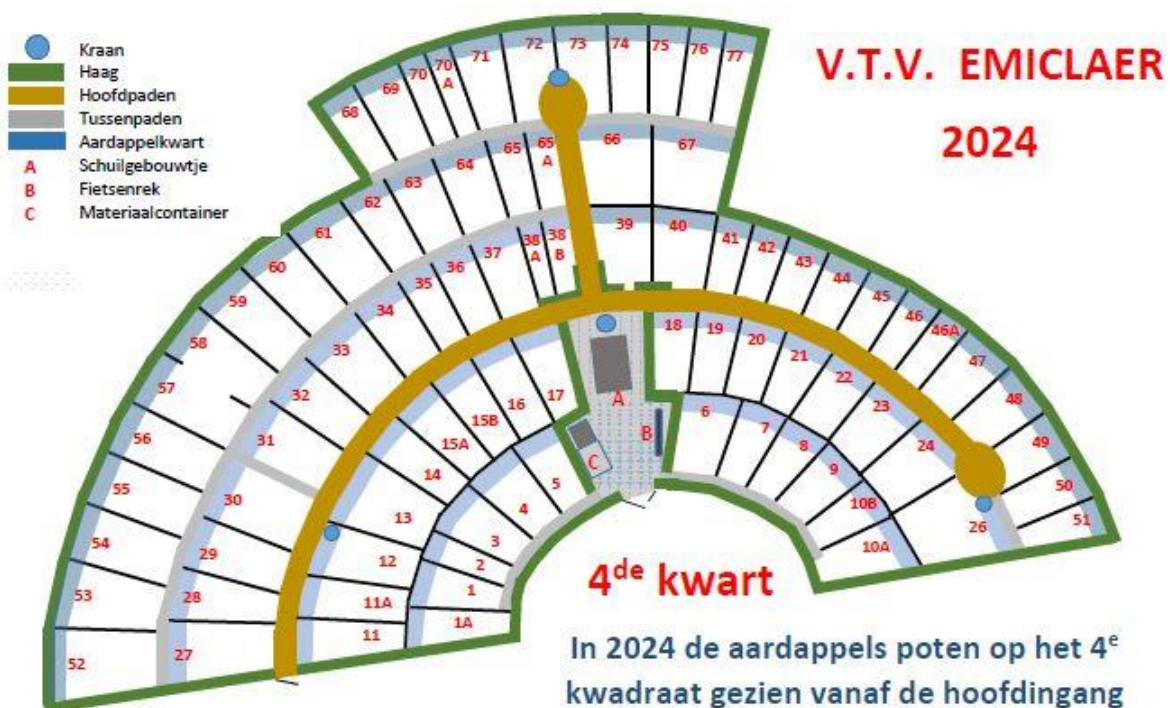 Kraan
Haag
Hoofdpaden
Tussenpaden
Aardappelkwart
A Schuilgebouwtje
B Fietsenrek
C Materiaalcontainer
V.T.V. EMICLAER
2024
68 69 70 70 A 71 72 73 74 75 76 77
62 63 64 65 65 A 66 67
52 53 54 55 56 57 58 59 60 61
27 28 29 30 31 32 33 34 35 36 37 38 A 38 B 39 40
41 42 43 44 45 46 46A 47 48 49 50 51
11 11A 12 13 14 15A 15B 16 17
18 19 20 21 22 23 24 26
1A 1 2 3 4 5
6 7 8 9 10B 10A
A
B
C
4de kwart
In 2024 de aardappels poten op het 4e
kwadraat gezien vanaf de hoofdingang